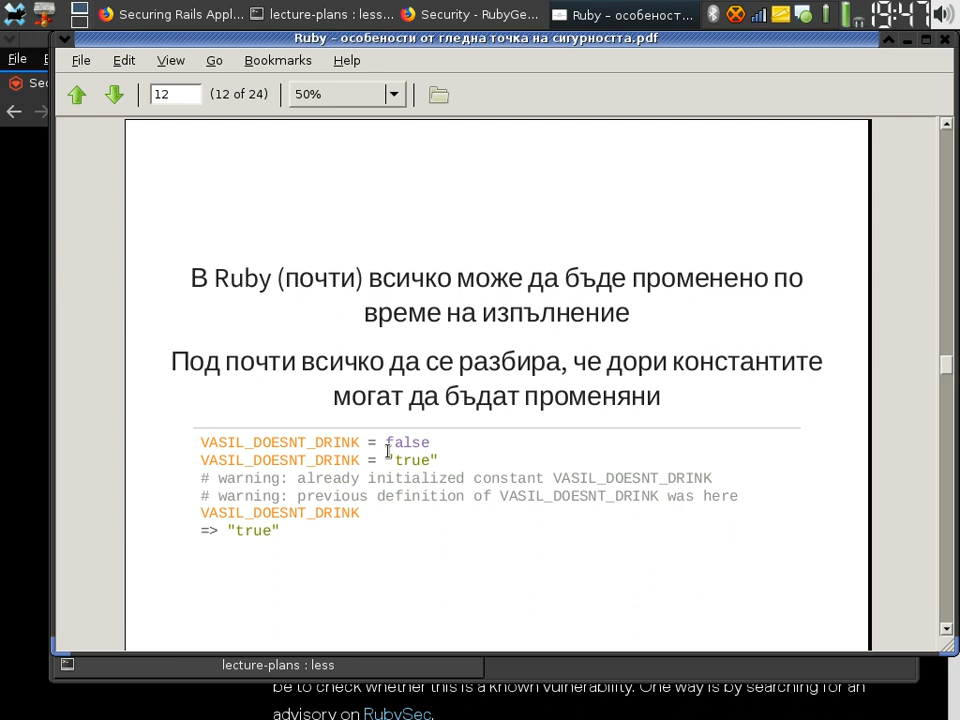 Securing Rails Appl...
lecture-plans : less...
Security - RubyGe...
Ruby – особеност...
19:47
Ruby – особености от гледна точка на сигурността.pdf
File
File Edit View Go Bookmarks Help
Sec
12 (12 of 24) 50%
В Ruby (почти) всичко може да бъде променено по
време на изпълнение
Под почти всичко да се разбира, че дори константите
могат да бъдат променяни
VASIL_DOESNT_DRINK = false
VASIL_DOESNT_DRINK = "true"
# warning: already initialized constant VASIL_DOESNT_DRINK
# warning: previous definition of VASIL_DOESNT_DRINK was here
VASIL_DOESNT_DRINK
=> "true"
lecture-plans : less
be to check whether this is a known vulnerability. One way is by searching for an
advisory on RubySec.